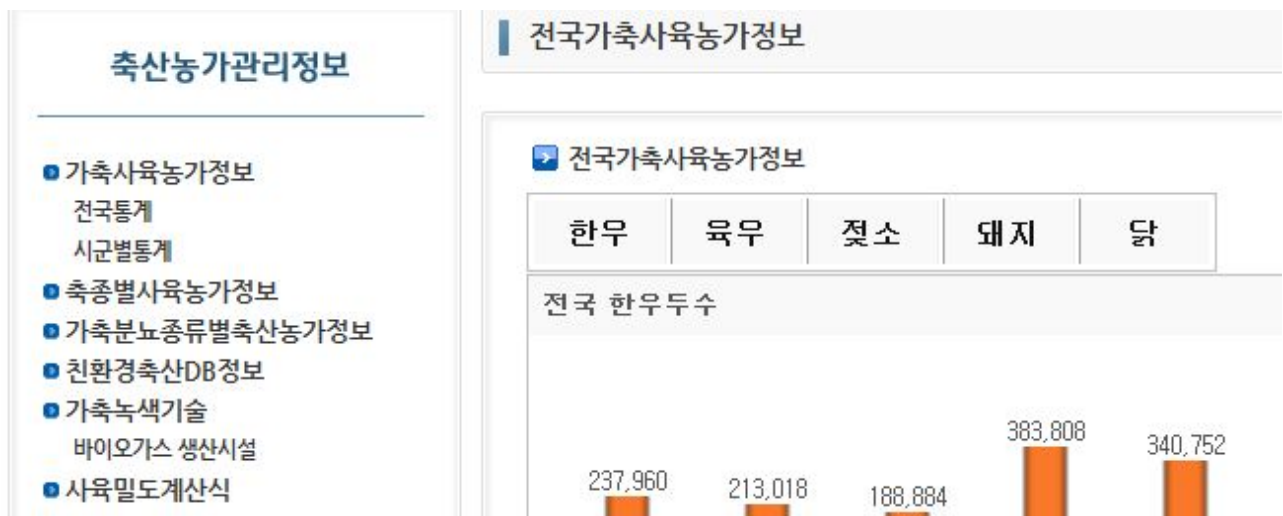 축산농가관리정보
가축사육농가정보
전국통계
시군별통계
축종별사육농가정보
가축분뇨종류별축산농가정보
친환경축산DB정보
가축녹색기술
바이오가스 생산시설
사육밀도계산식
전국가축사육농가정보
전국가축사육농가정보
한우 육우 젖소 돼지 닭
전국 한우두수
237,960 213,018 188,884 383,808 340,752